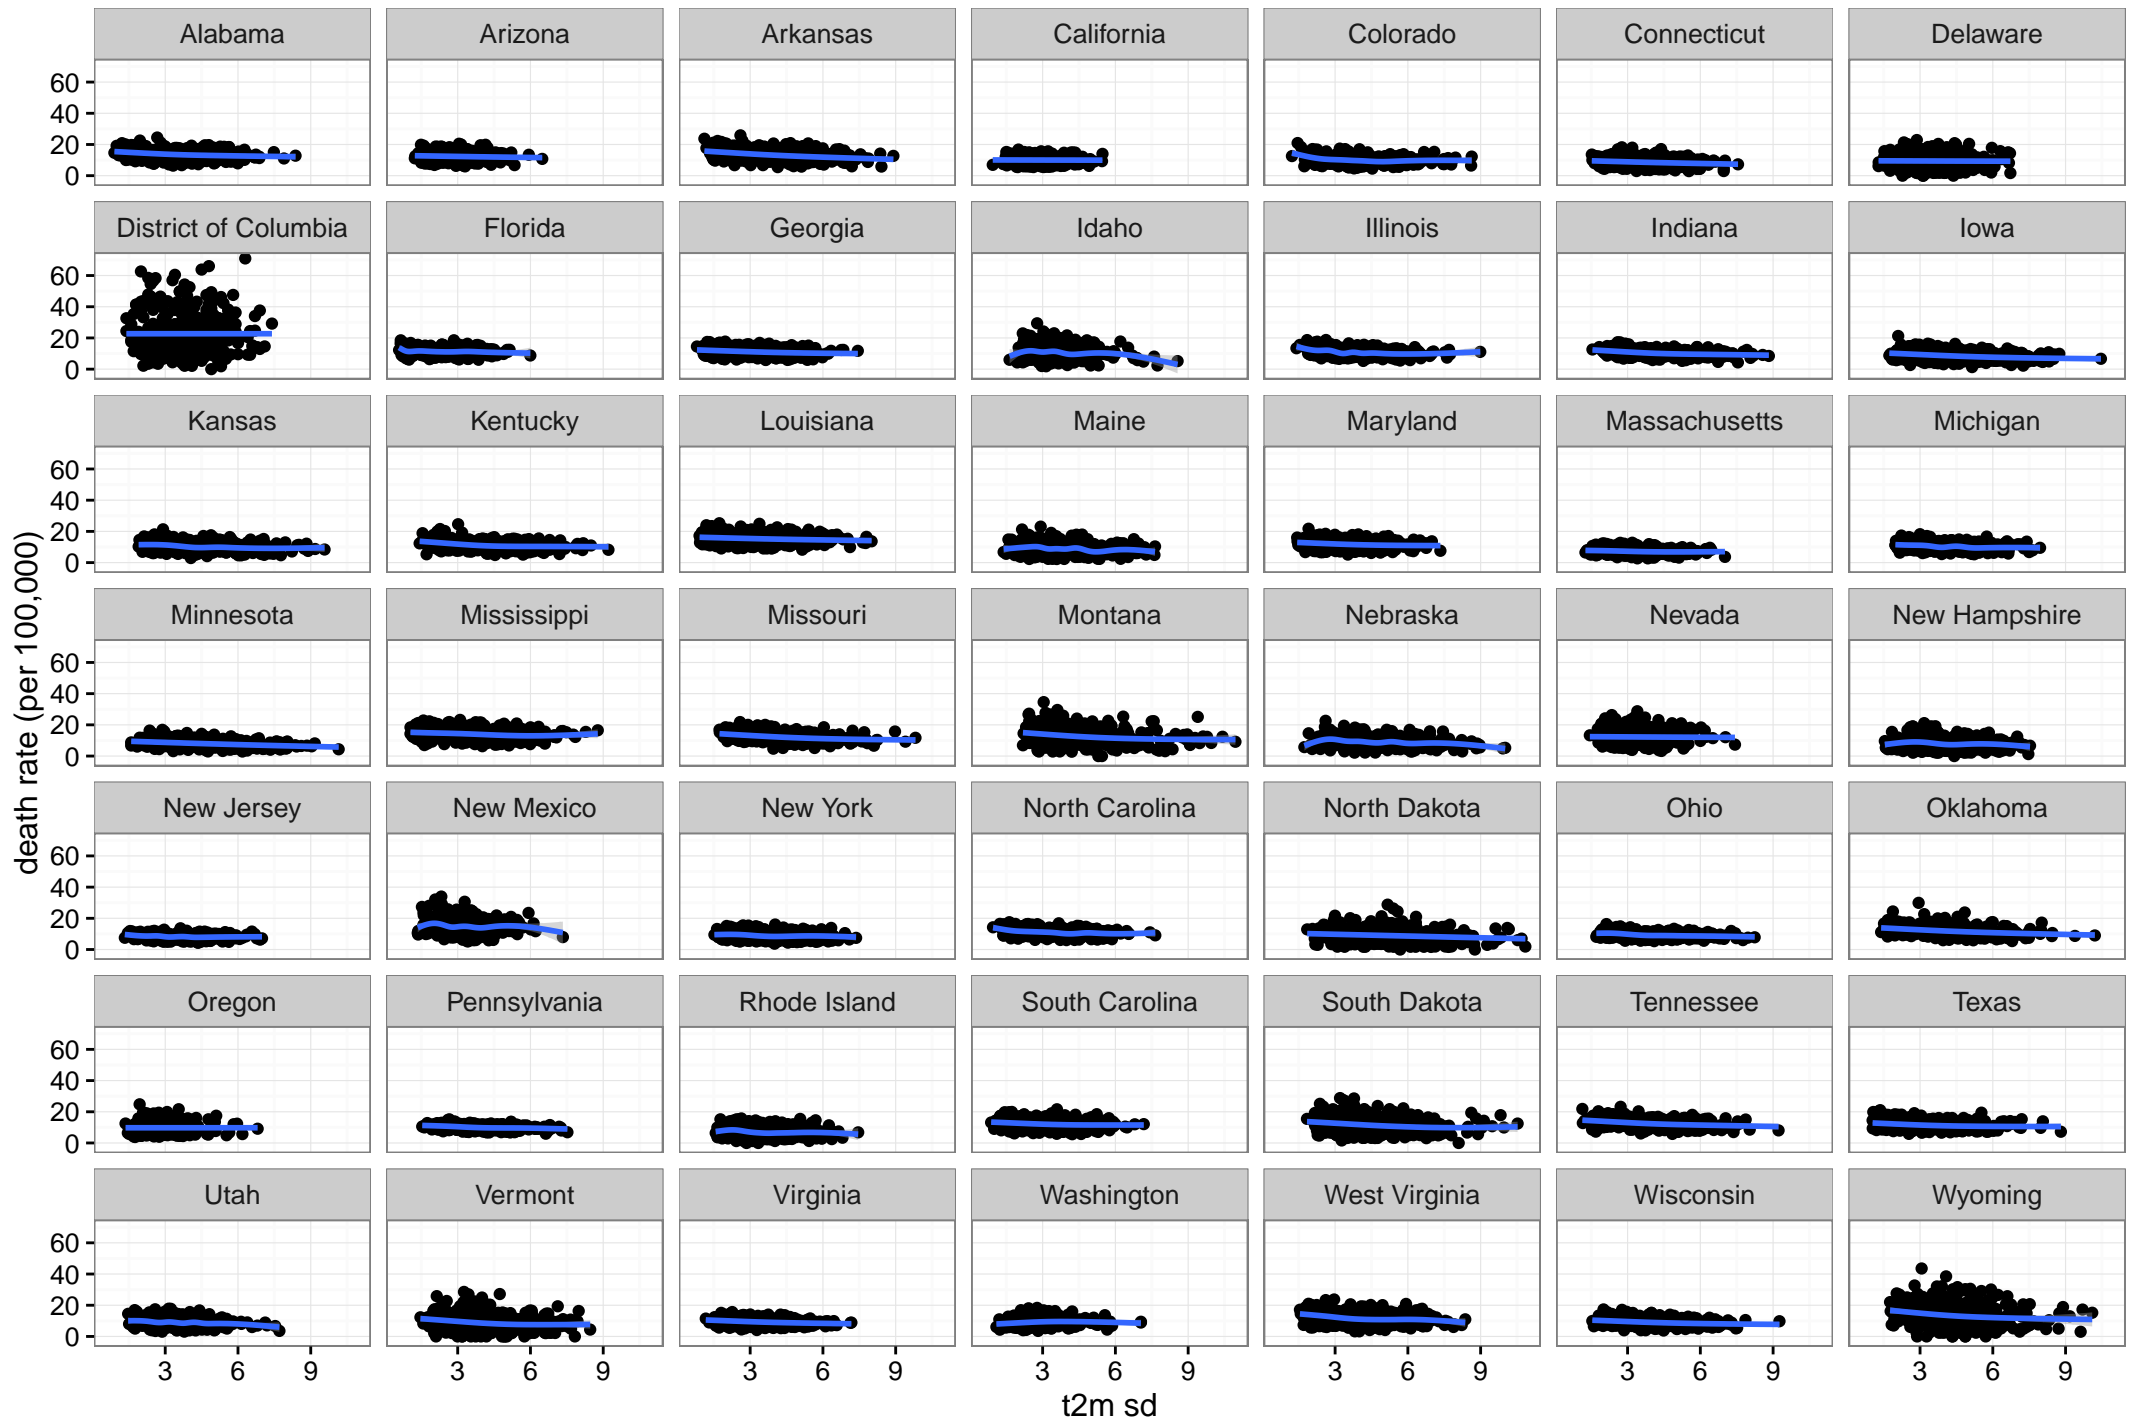 Alabama Arizona Arkansas California Colorado Connecticut Delaware
60
40
20
0
District of Columbia Florida Georgia Idaho Illinois Indiana Iowa
60
40
20
0
Kansas Kentucky Louisiana Maine Maryland Massachusetts Michigan
60
40
20
0
Minnesota Mississippi Missouri Montana Nebraska Nevada New Hampshire
60
40
20
0
New Jersey New Mexico New York North Carolina North Dakota Ohio Oklahoma
60
40
20
0
Oregon Pennsylvania Rhode Island South Carolina South Dakota Tennessee Texas
60
40
20
0
Utah Vermont Virginia Washington West Virginia Wisconsin Wyoming
60
40
20
0
3 6 9 3 6 9 3 6 9 3 6 9 3 6 9 3 6 9 3 6 9
t2m sd
death rate (per 100,000)